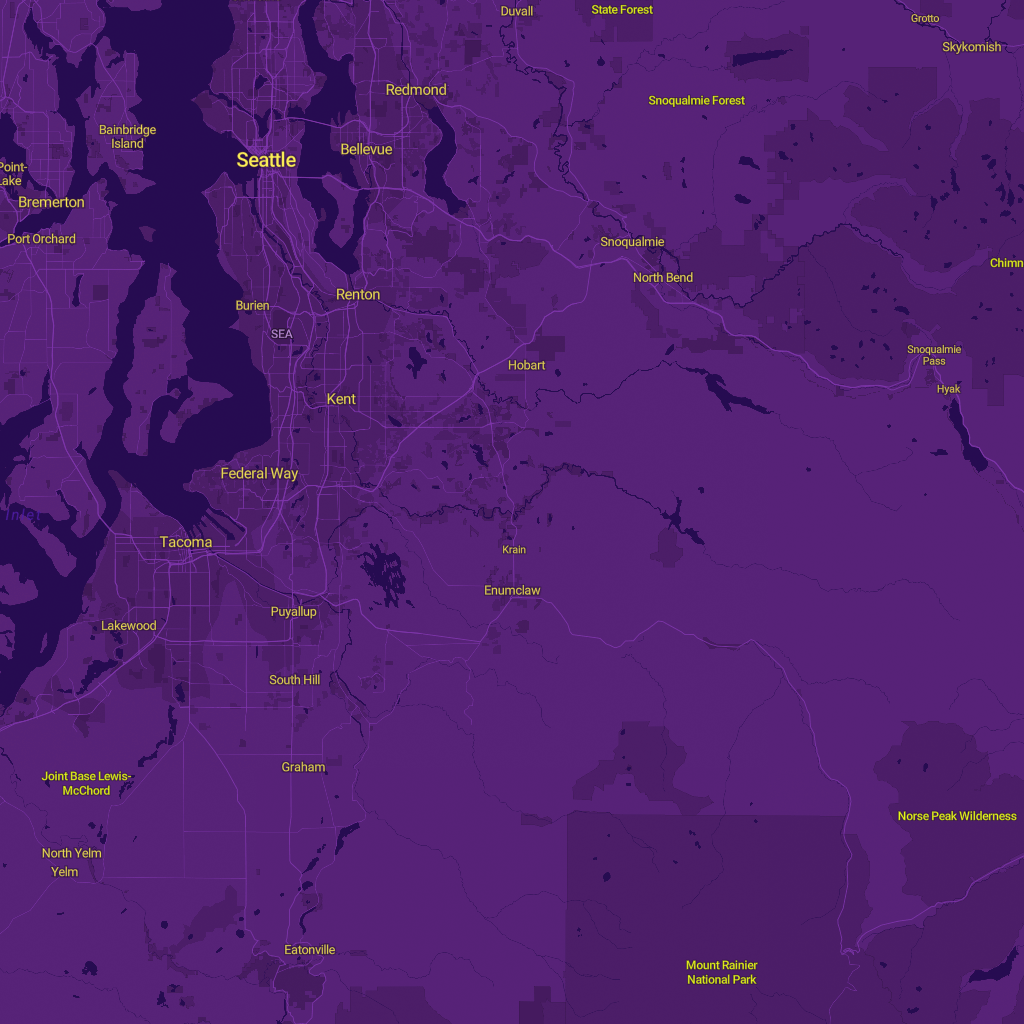 Duvall
State Forest
Grotto
Skykomish
Redmond
Snoqualmie Forest
Bainbridge
Island
Seattle
Bellevue
Point-
Lake
Bremerton
Port Orchard
Snoqualmie
North Bend
Chimn
Renton
Burien
SEA
Snoqualmie
Pass
Hobart
Hyak
Kent
Federal Way
Inlet
Tacoma
Krain
Enumclaw
Puyallup
Lakewood
South Hill
Graham
Joint Base Lewis-
McChord
Norse Peak Wilderness
North Yelm
Yelm
Eatonville
Mount Rainier
National Park